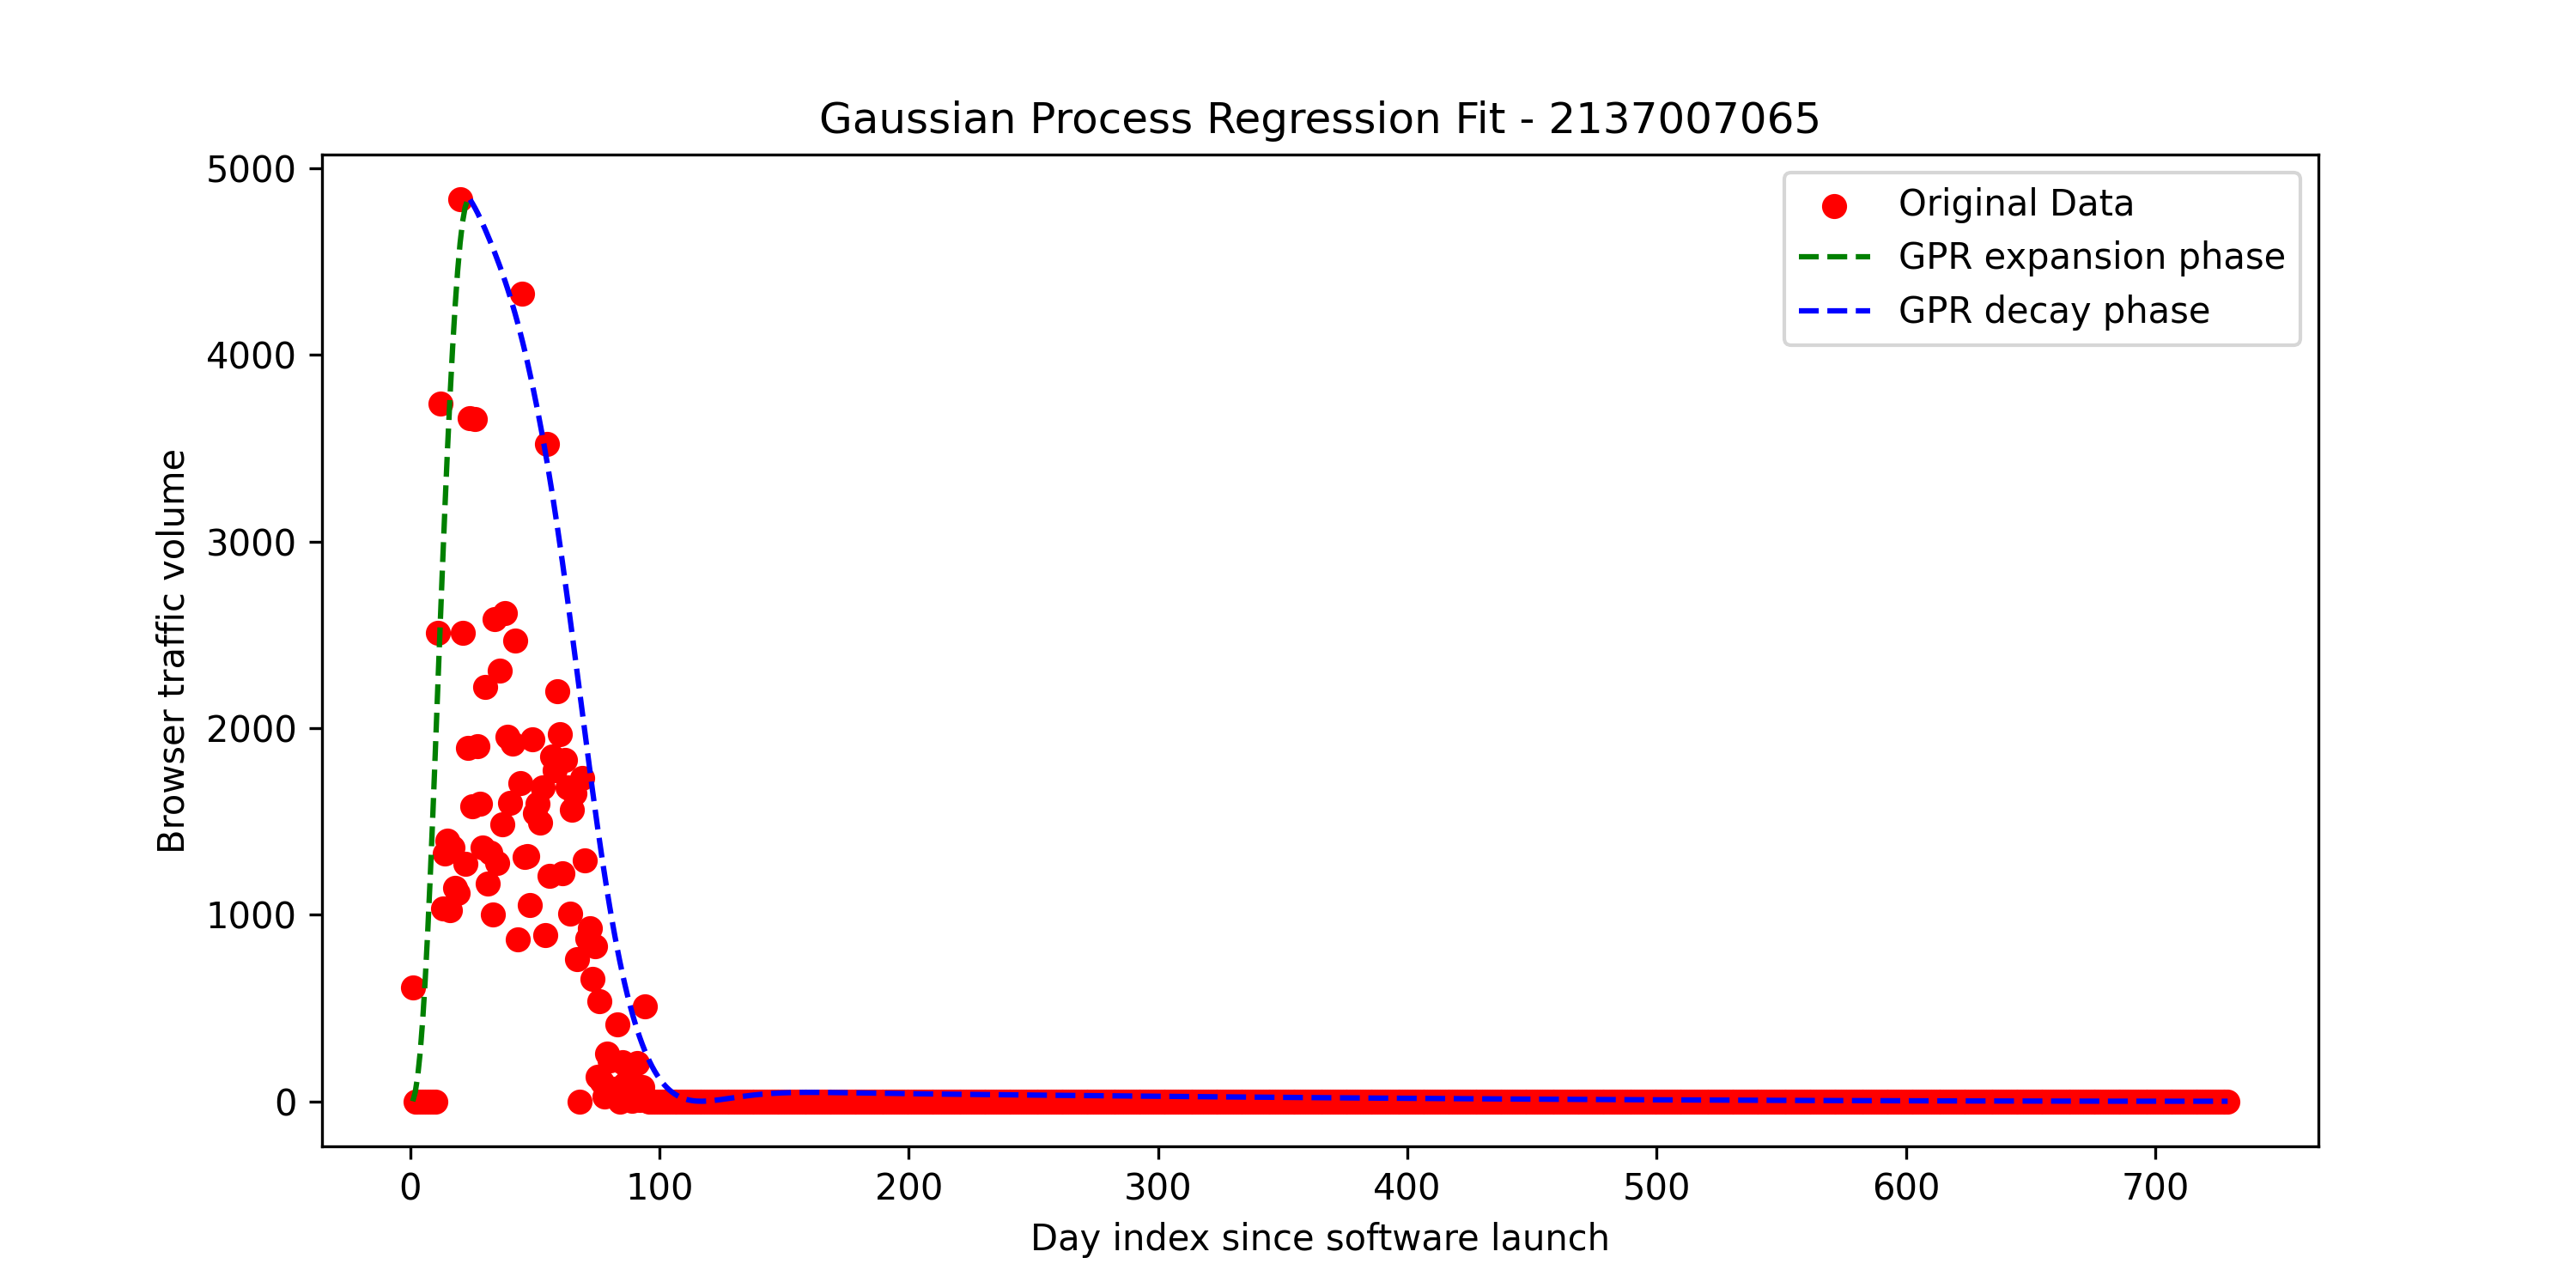 Gaussian Process Regression Fit - 2137007065
Original Data
GPR expansion phase
GPR decay phase
Browser traffic volume
5000
4000
3000
2000
1000
0
0 100 200 300 400 500 600 700
Day index since software launch